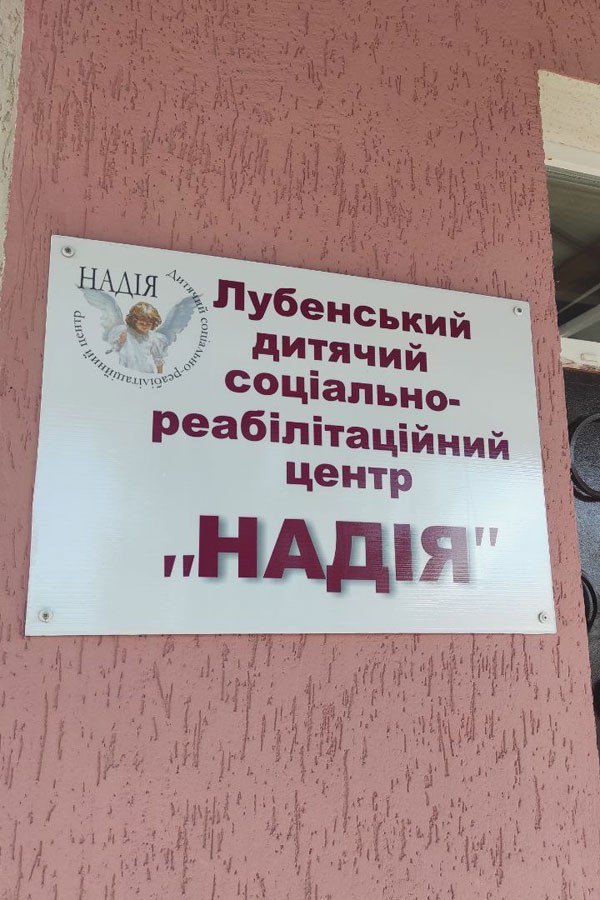 НАДІЯ
Дитячий соціально-реабілітаційний центр
Лубенський
дитячий
соціально-
реабілітаційний
центр
„НАДІЯ"